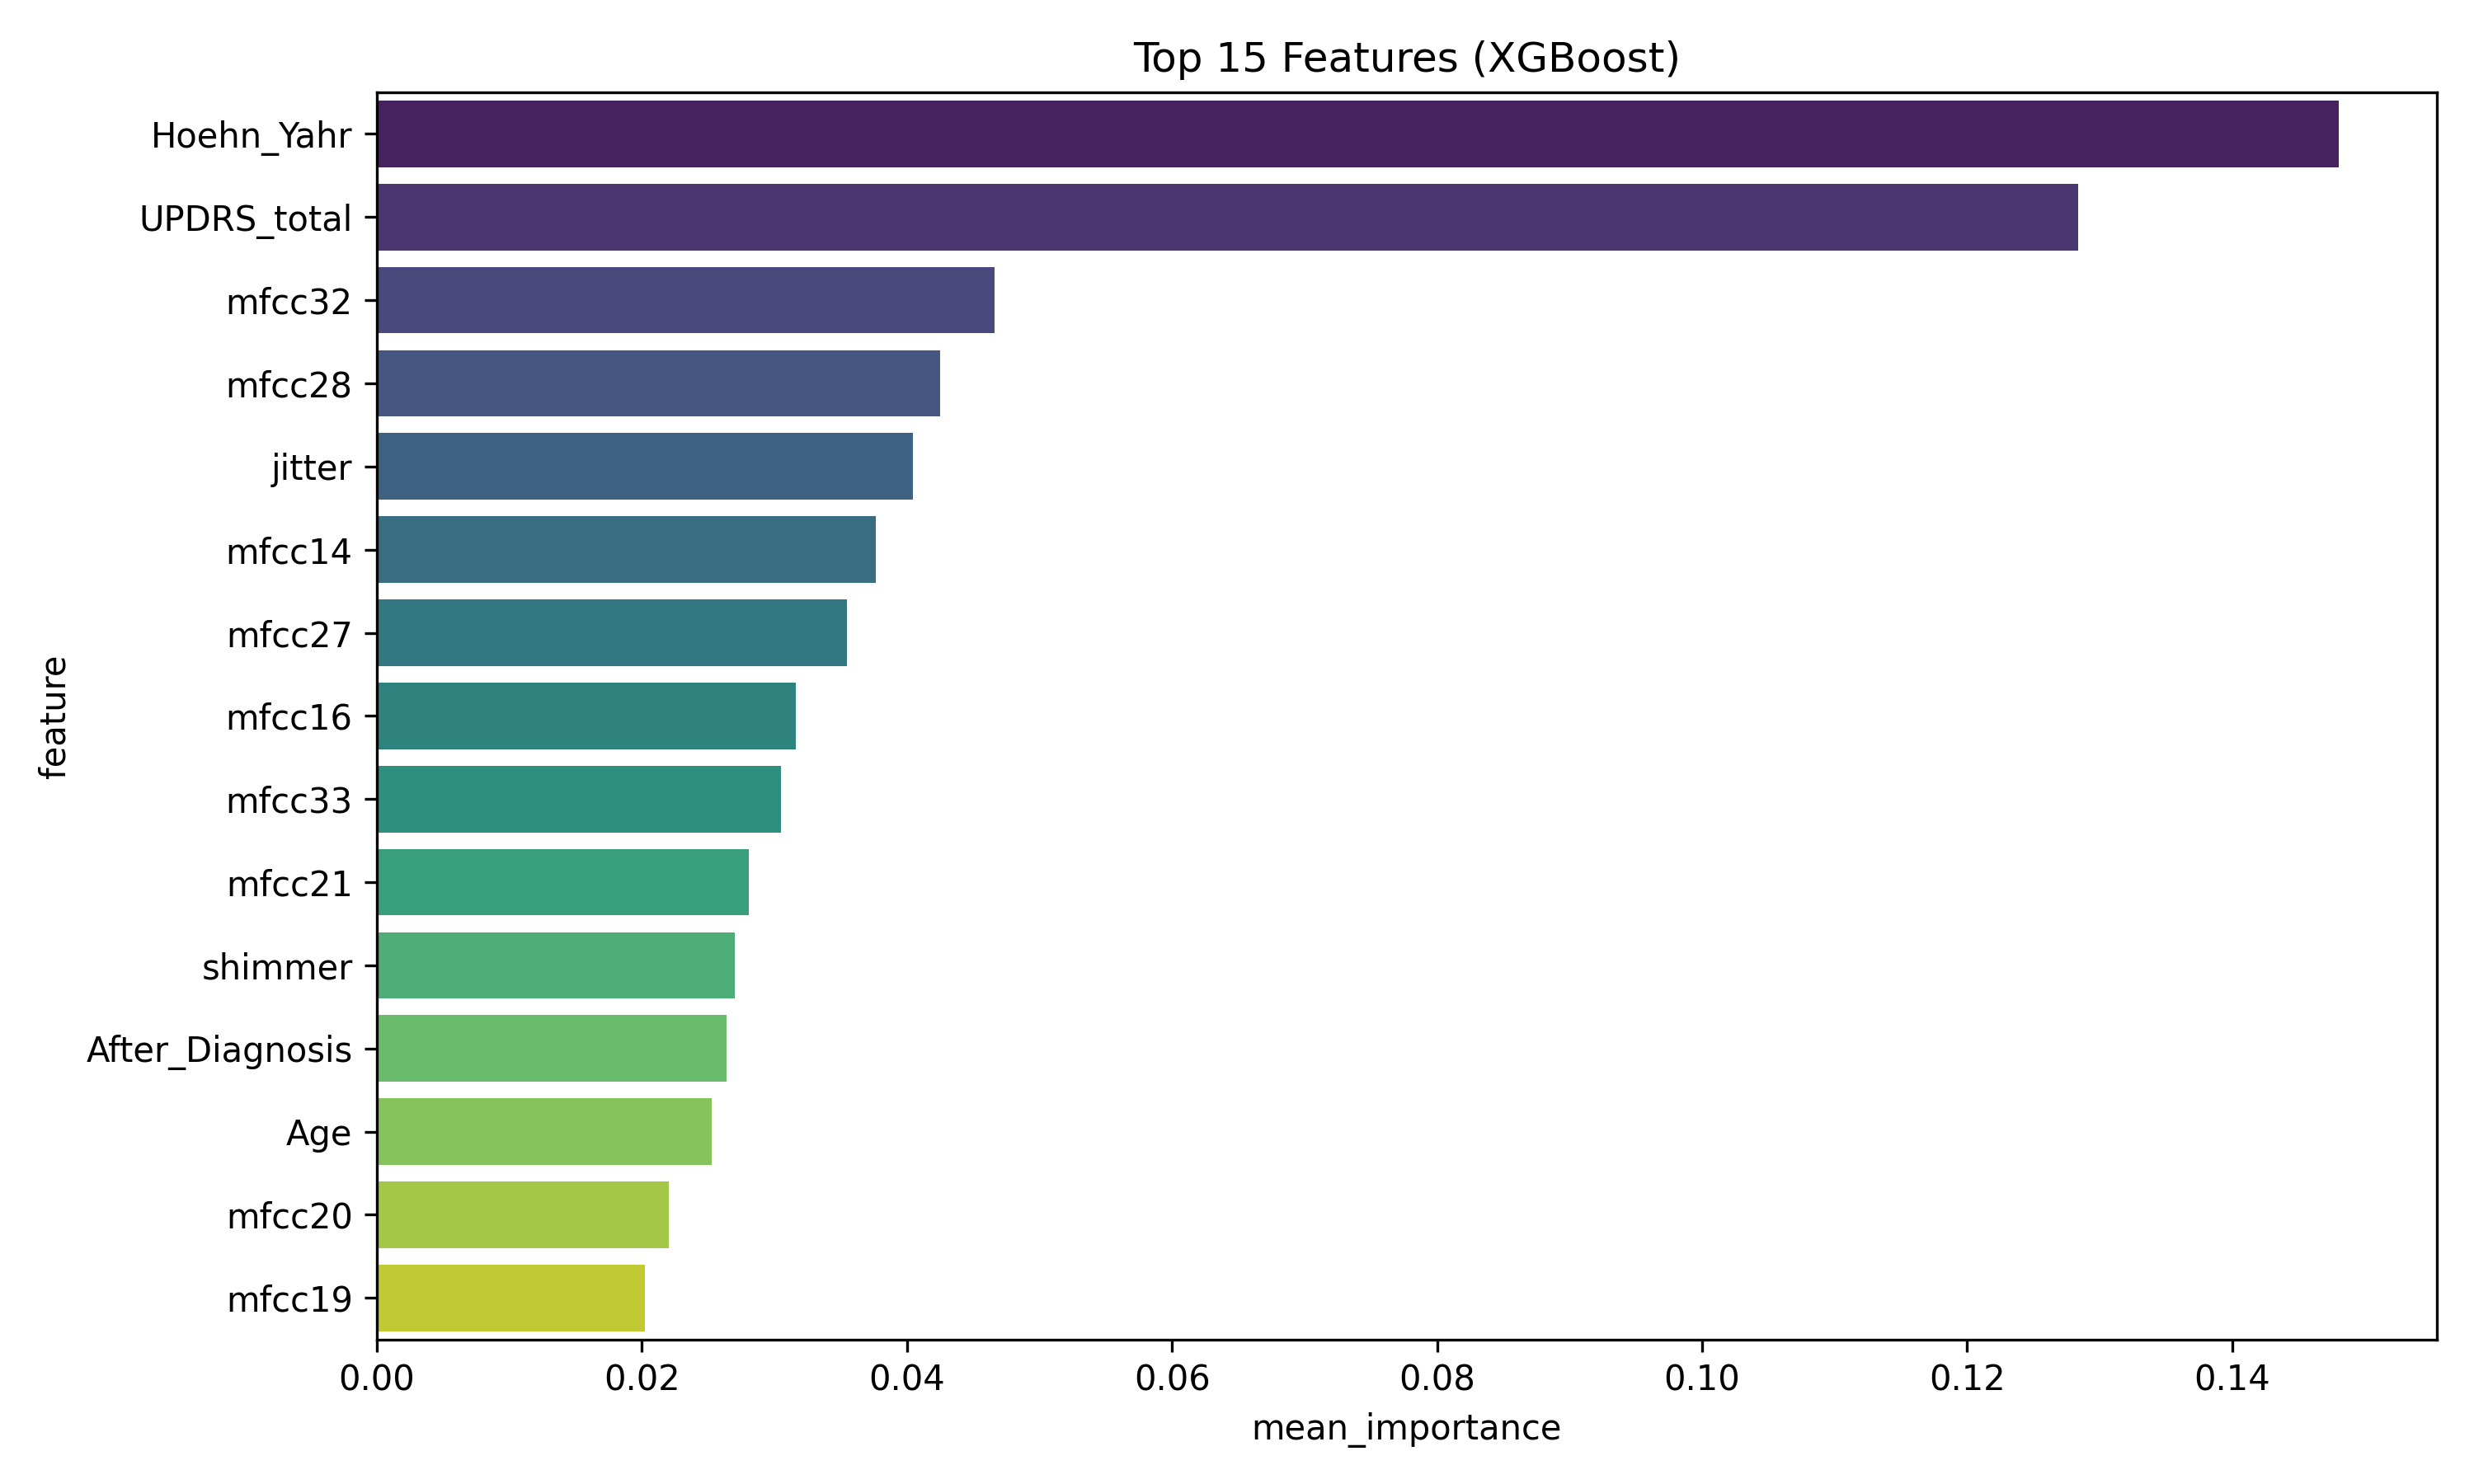 Top 15 Features (XGBoost)
Hoehn_Yahr
UPDRS_total
mfcc32
mfcc28
jitter
mfcc14
mfcc27
mfcc16
mfcc33
mfcc21
shimmer
After_Diagnosis
Age
mfcc20
mfcc19
feature
0.00 0.02 0.04 0.06 0.08 0.10 0.12 0.14
mean_importance